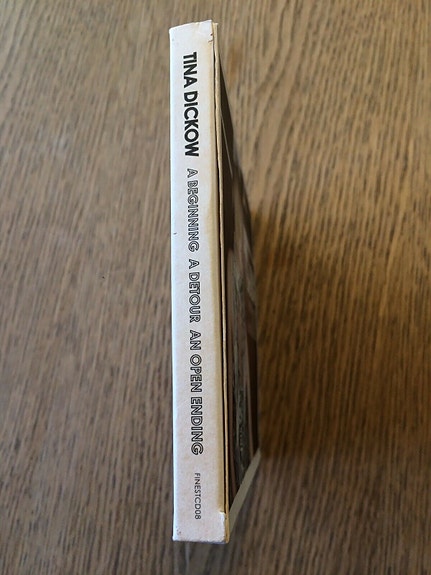 TINA DICKOW A BEGINNING A DETOUR AN OPEN ENDING FINESTCD08